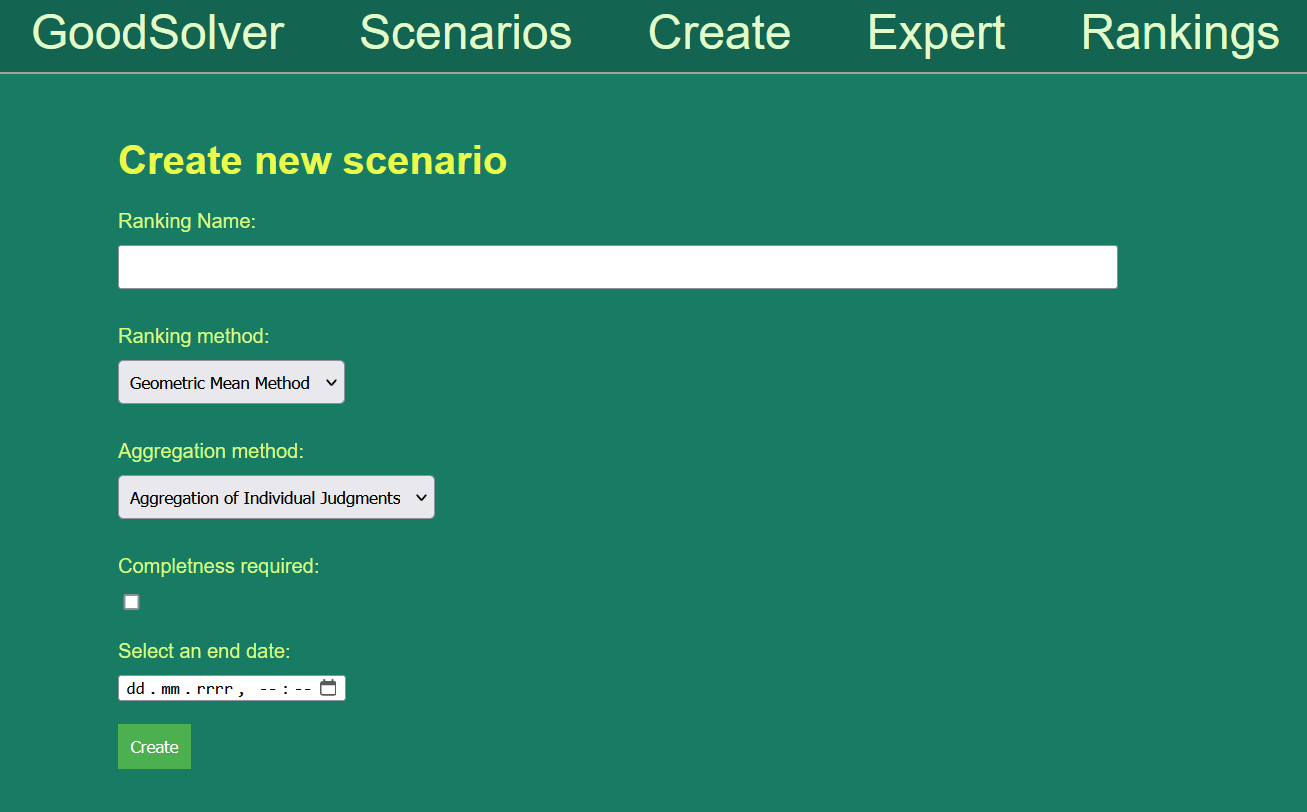 GoodSolver Scenarios Create Expert Rankings
Create new scenario
Ranking Name:
Ranking method:
Geometric Mean Method
Aggregation method:
Aggregation of Individual Judgments
Completness required:
Select an end date:
dd.mm.rrrr, --:--
Create